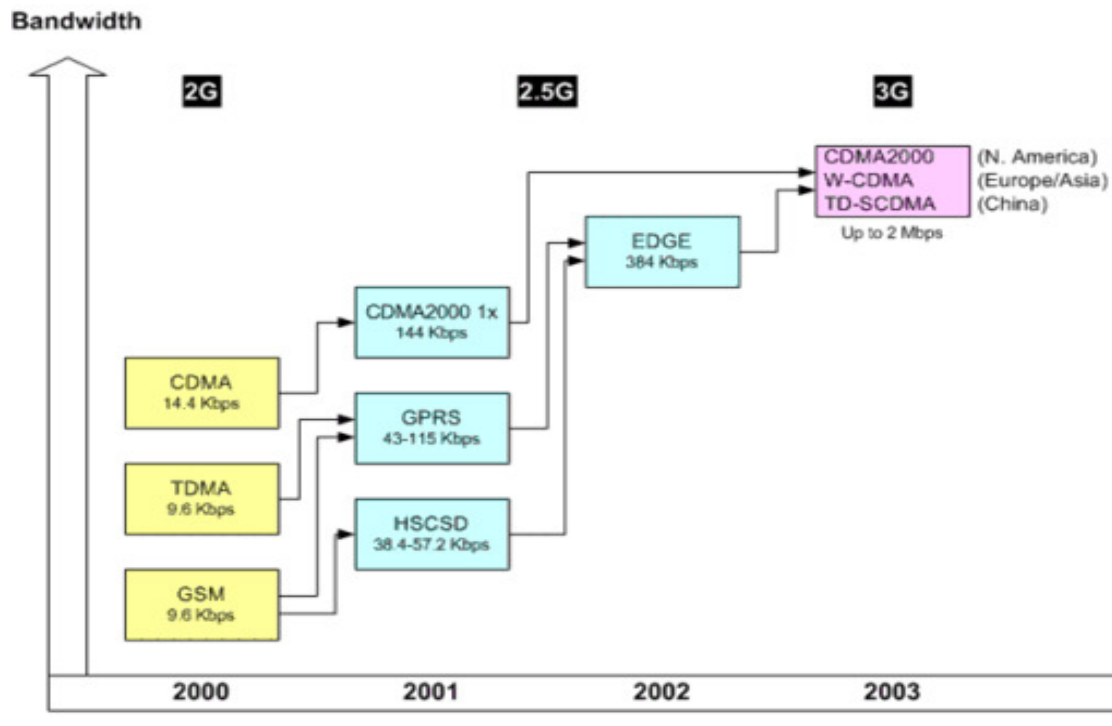 Bandwidth
2G
2.5G
3G
CDMA2000 (N. America)
W-CDMA (Europe/Asia)
TD-SCDMA (China)
Up to 2 Mbps
EDGE
384 Kbps
CDMA2000 1x
144 Kbps
CDMA
14.4 Kbps
GPRS
43-115 Kbps
TDMA
9.6 Kbps
HSCSD
38.4-57.2 Kbps
GSM
9.6 Kbps
2000
2001
2002
2003